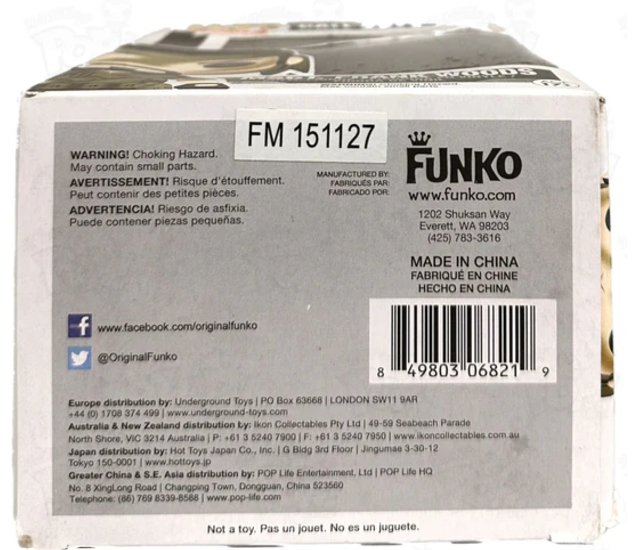 WOODS
FM 151127
WARNING! Choking Hazard.
May contain small parts.
AVERTISSEMENT! Risque d'étouffement.
Peut contenir des petites pièces.
ADVERTENCIA! Riesgo de asfixia.
Puede contener piezas pequeñas.
MANUFACTURED BY:
FABRIQUÉS PAR:
FABRICADO POR:
FUNKO
www.funko.com
1202 Shuksan Way
Everett, WA 98203
(425) 783-3616
MADE IN CHINA
FABRIQUÉ EN CHINE
HECHO EN CHINA
8 49803 06821 9
www.facebook.com/originalfunko
@OriginalFunko
Europe distribution by: Underground Toys | PO Box 63668 | LONDON SW11 9AR
+44 (0) 1708 374 499 | www.underground-toys.com
Australia & New Zealand distribution by: Ikon Collectables Pty Ltd | 49-59 Seabeach Parade
North Shore, VIC 3214 Australia | P: +61 3 5240 7900 | F: +61 3 5240 7950 | www.ikoncollectables.com.au
Japan distribution by: Hot Toys Japan Co., Inc. | G Bldg 3rd Floor | Jingumae 3-30-12
Tokyo 150-0001 | www.hottoys.jp
Greater China & S.E. Asia distribution by: POP Life Entertainment, Ltd | POP Life HQ
No. 8 XingLong Road | Changping Town, Dongguan, China 523560
Telephone: (86) 769 8339-8588 | www.pop-life.com
Not a toy. Pas un jouet. No es un juguete.